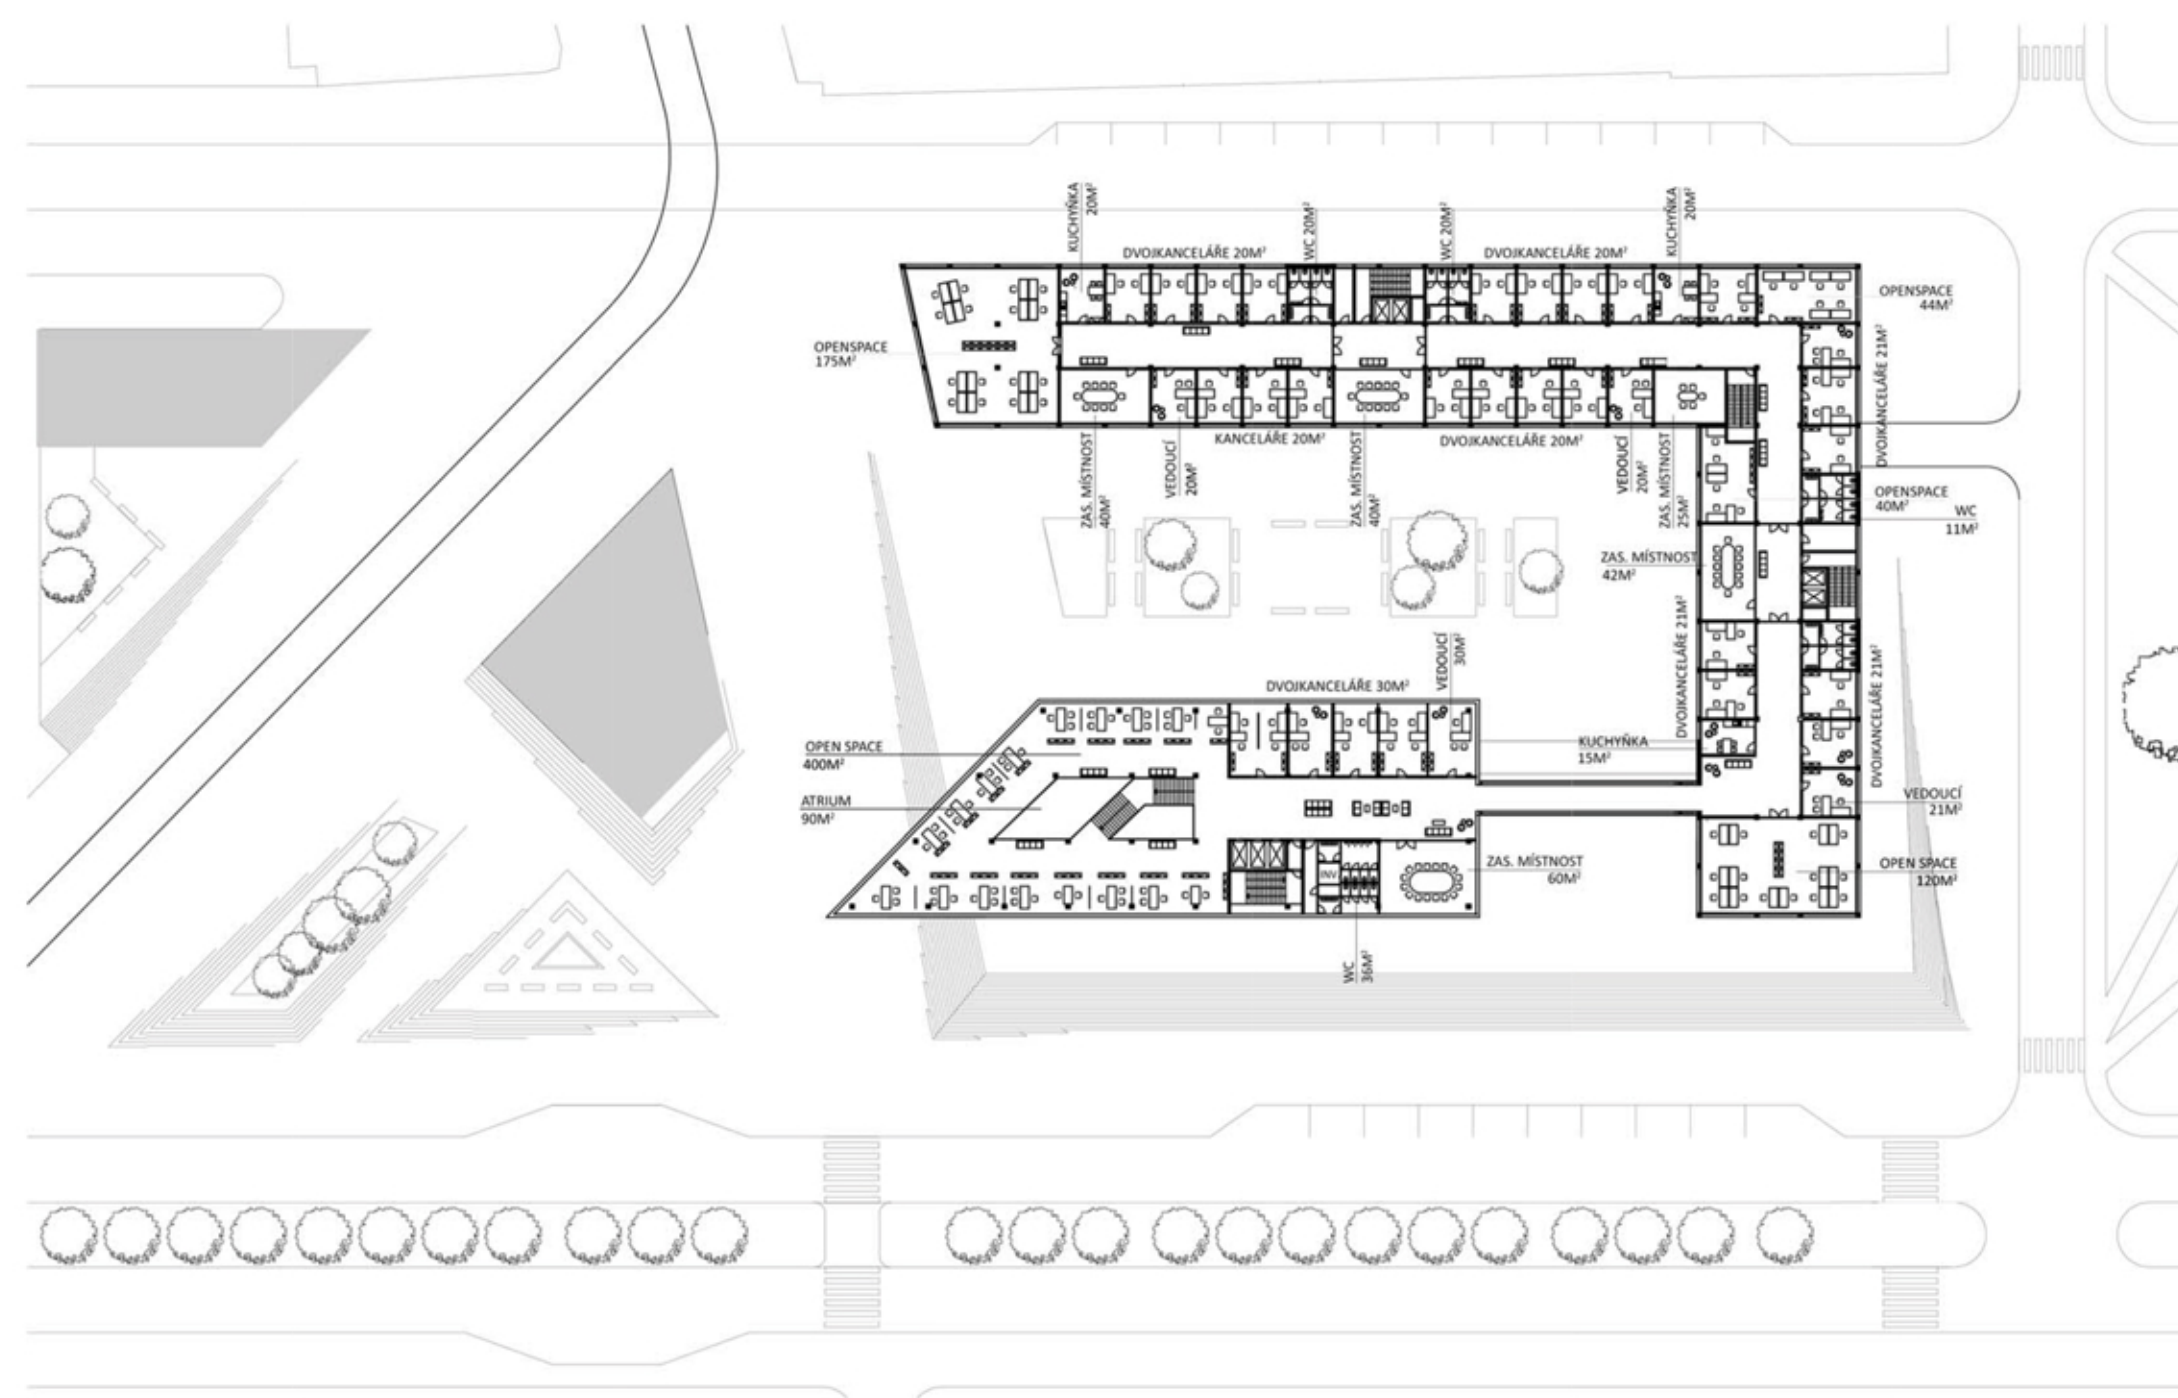 KUCHYŇKA
20M²
WC 20M²
WC 20M²
KUCHYŇKA
20M²
DVOJKANCELÁŘE 20M²
DVOJKANCELÁŘE 20M²
OPENSPACE
44M²
OPENSPACE
175M²
DVOJKANCELÁŘE 21M²
KANCELÁŘE 20M²
DVOJKANCELÁŘE 20M²
ZAS. MÍSTNOST
40M²
VEDOUCÍ
20M²
ZAS. MÍSTNOST
40M²
VEDOUCÍ
20M²
ZAS. MÍSTNOST
25M²
OPENSPACE
40M²
WC
11M²
ZAS. MÍSTNOST
42M²
DVOJKANCELÁŘE 21M²
VEDOUCÍ
30M²
DVOJKANCELÁŘE 30M²
DVOJKANCELÁŘE 21M²
KUCHYŇKA
15M²
OPEN SPACE
400M²
ATRIUM
90M²
VEDOUCÍ
21M²
ZAS. MÍSTNOST
60M²
OPEN SPACE
120M²
INV
WC
36M²